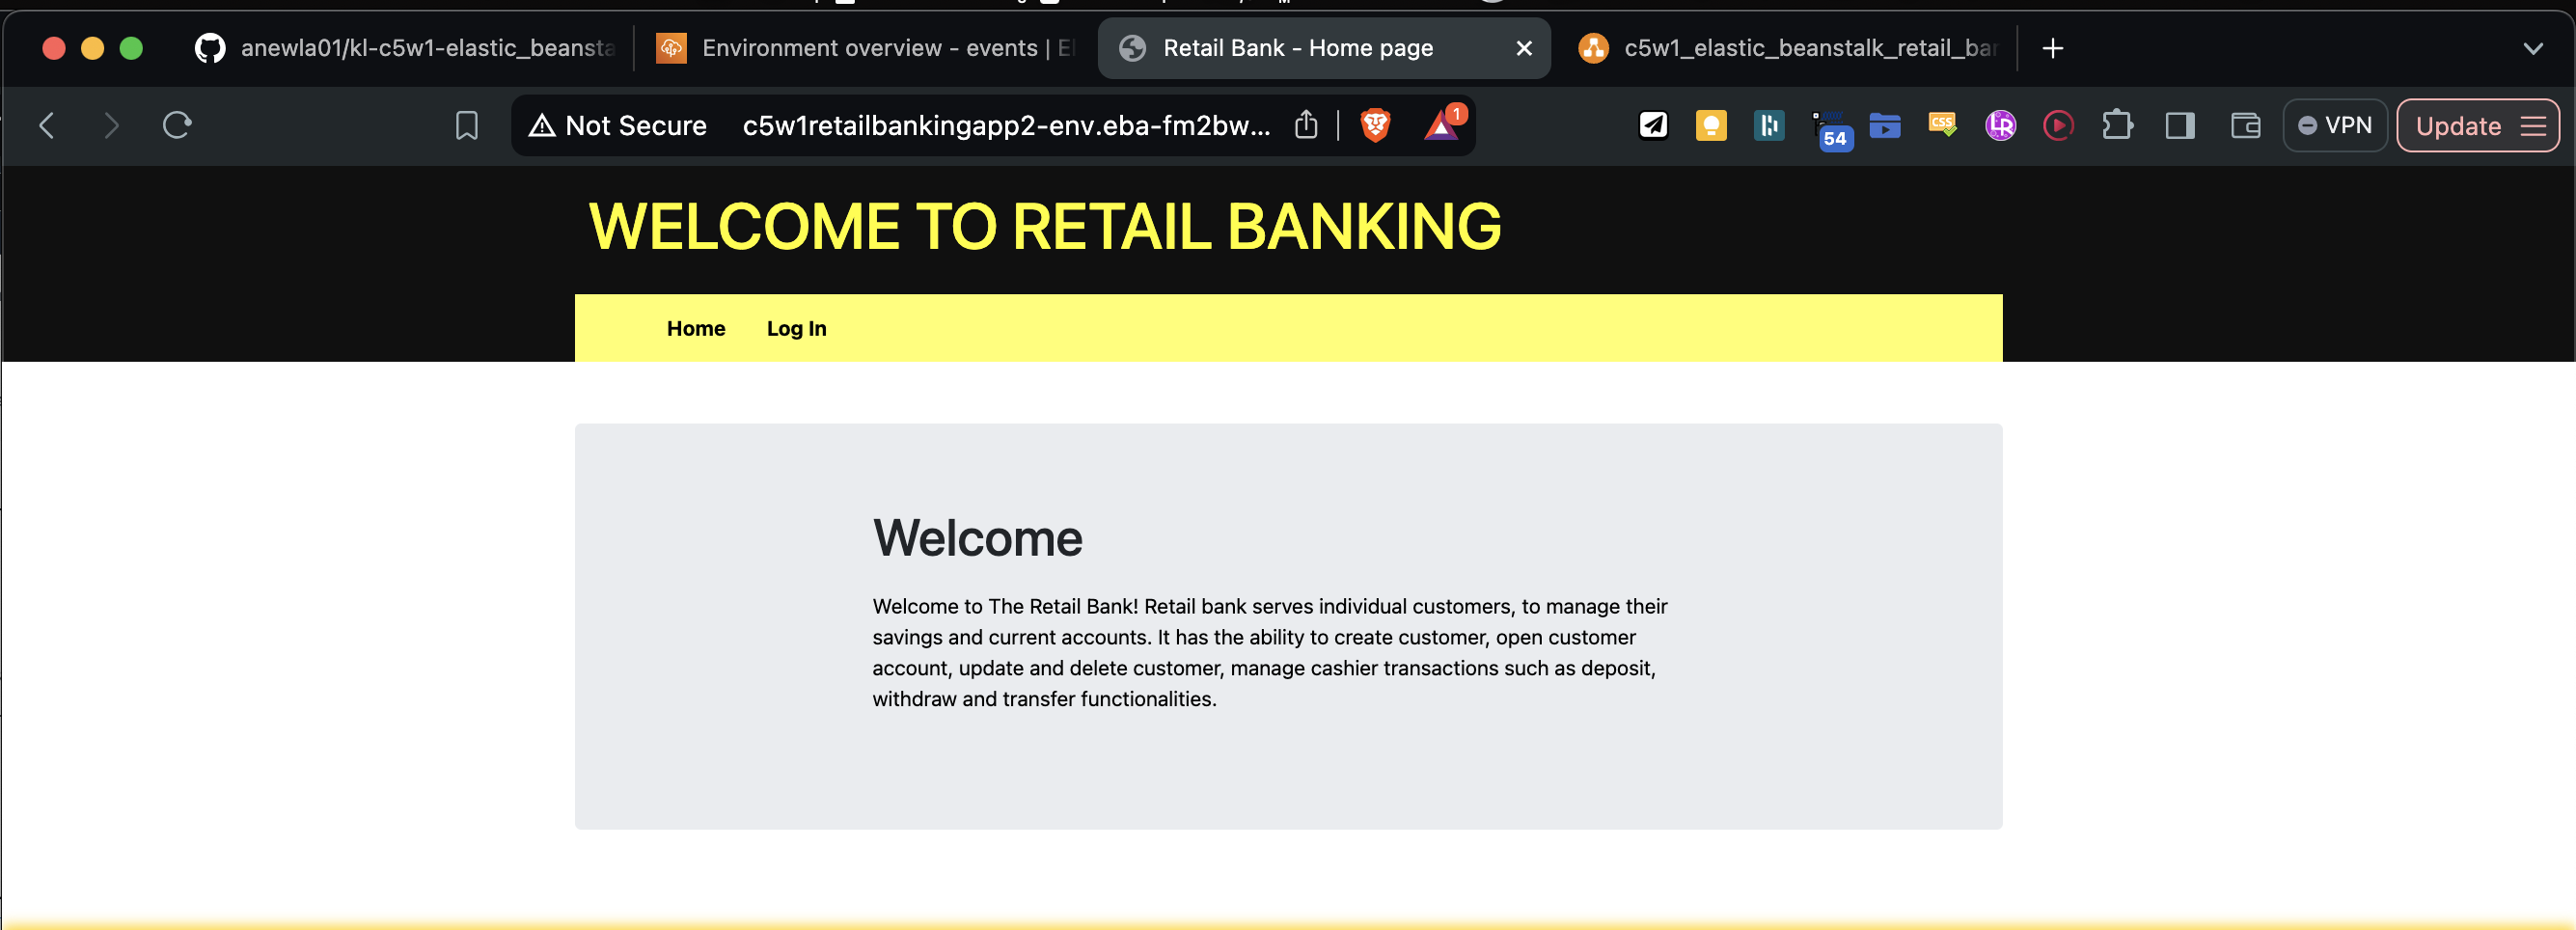 anewla01/kl-c5w1-elastic_beansta
Environment overview - events | El
Retail Bank - Home page
c5w1_elastic_beanstalk_retail_ban
Not Secure
c5w1retailbankingapp2-env.eba-fm2bw...
1
54
CSS
LR
VPN
Update
WELCOME TO RETAIL BANKING
Home
Log In
Welcome
Welcome to The Retail Bank! Retail bank serves individual customers, to manage their
savings and current accounts. It has the ability to create customer, open customer
account, update and delete customer, manage cashier transactions such as deposit,
withdraw and transfer functionalities.